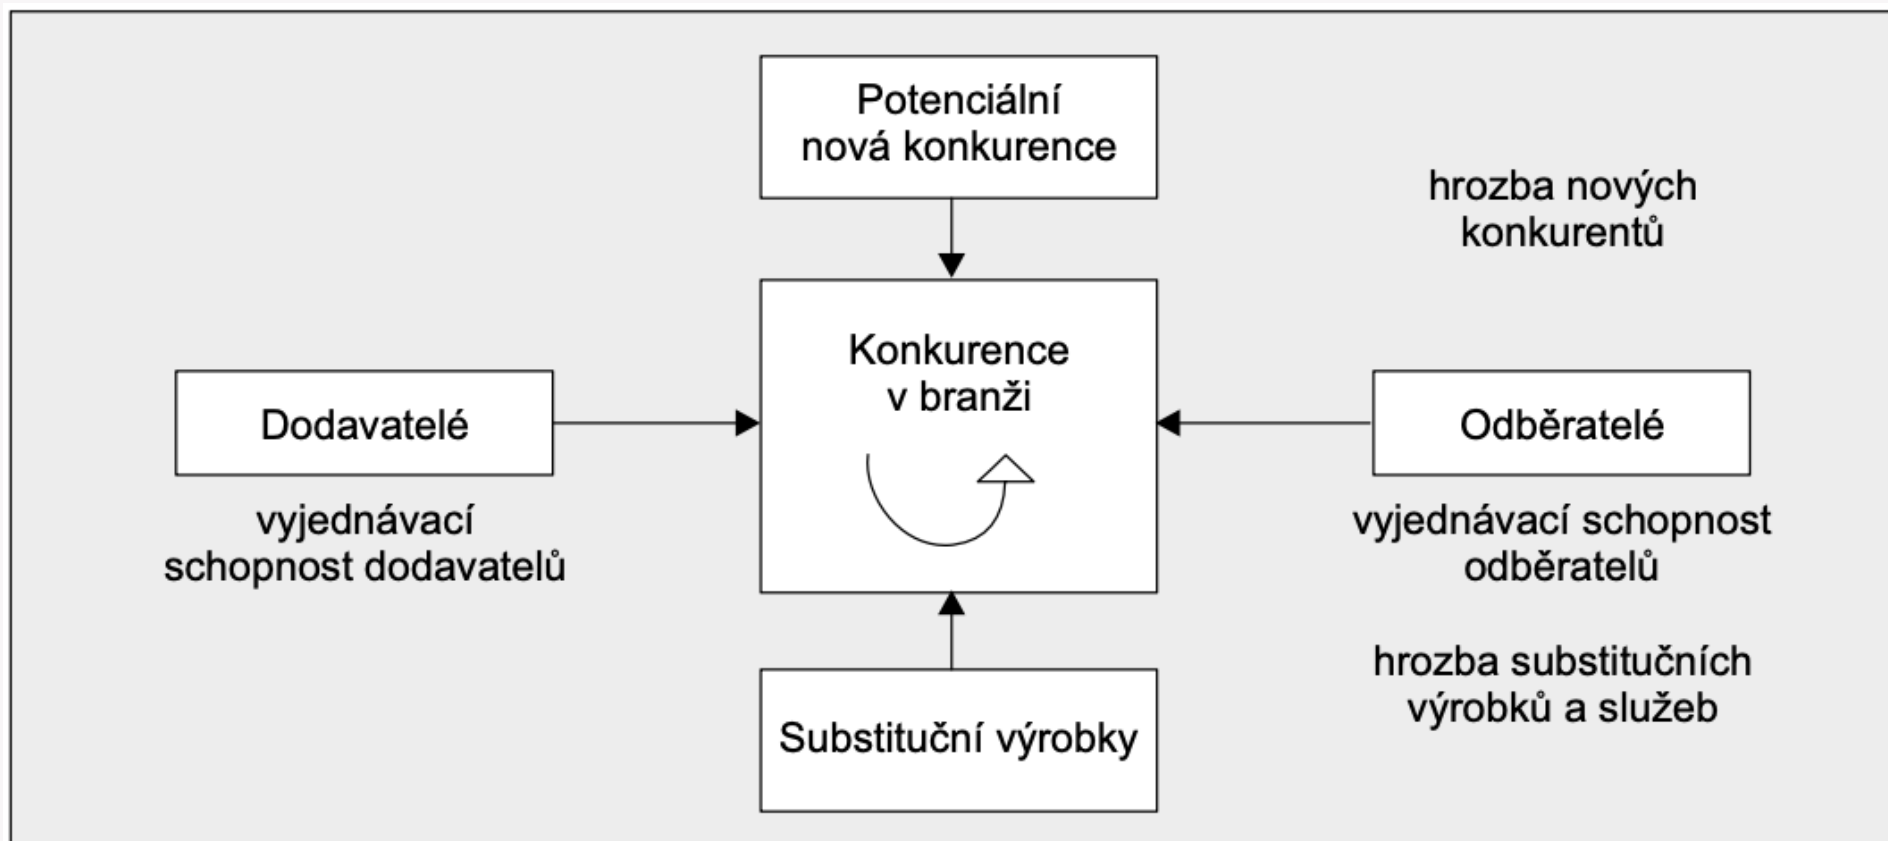 Potenciální
nová konkurence
hrozba nových
konkurentů
Konkurence
v branži
Dodavatelé
Odběratelé
vyjednávací
schopnost dodavatelů
vyjednávací schopnost
odběratelů
hrozba substitučních
výrobků a služeb
Substituční výrobky